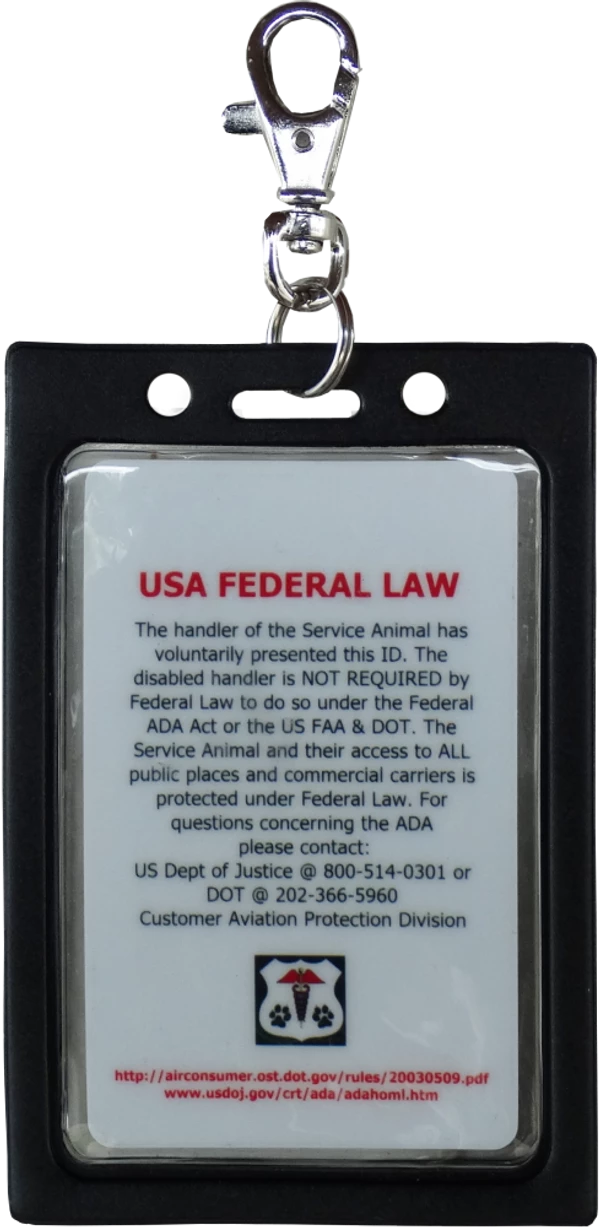 USA FEDERAL LAW
The handler of the Service Animal has
voluntarily presented this ID. The
disabled handler is NOT REQUIRED by
Federal Law to do so under the Federal
ADA Act or the US FAA & DOT. The
Service Animal and their access to ALL
public places and commercial carriers is
protected under Federal Law. For
questions concerning the ADA
please contact:
US Dept of Justice @ 800-514-0301 or
DOT @ 202-366-5960
Customer Aviation Protection Division
http://airconsumer.ost.dot.gov/rules/20030509.pdf
www.usdoj.gov/crt/ada/adahoml.htm